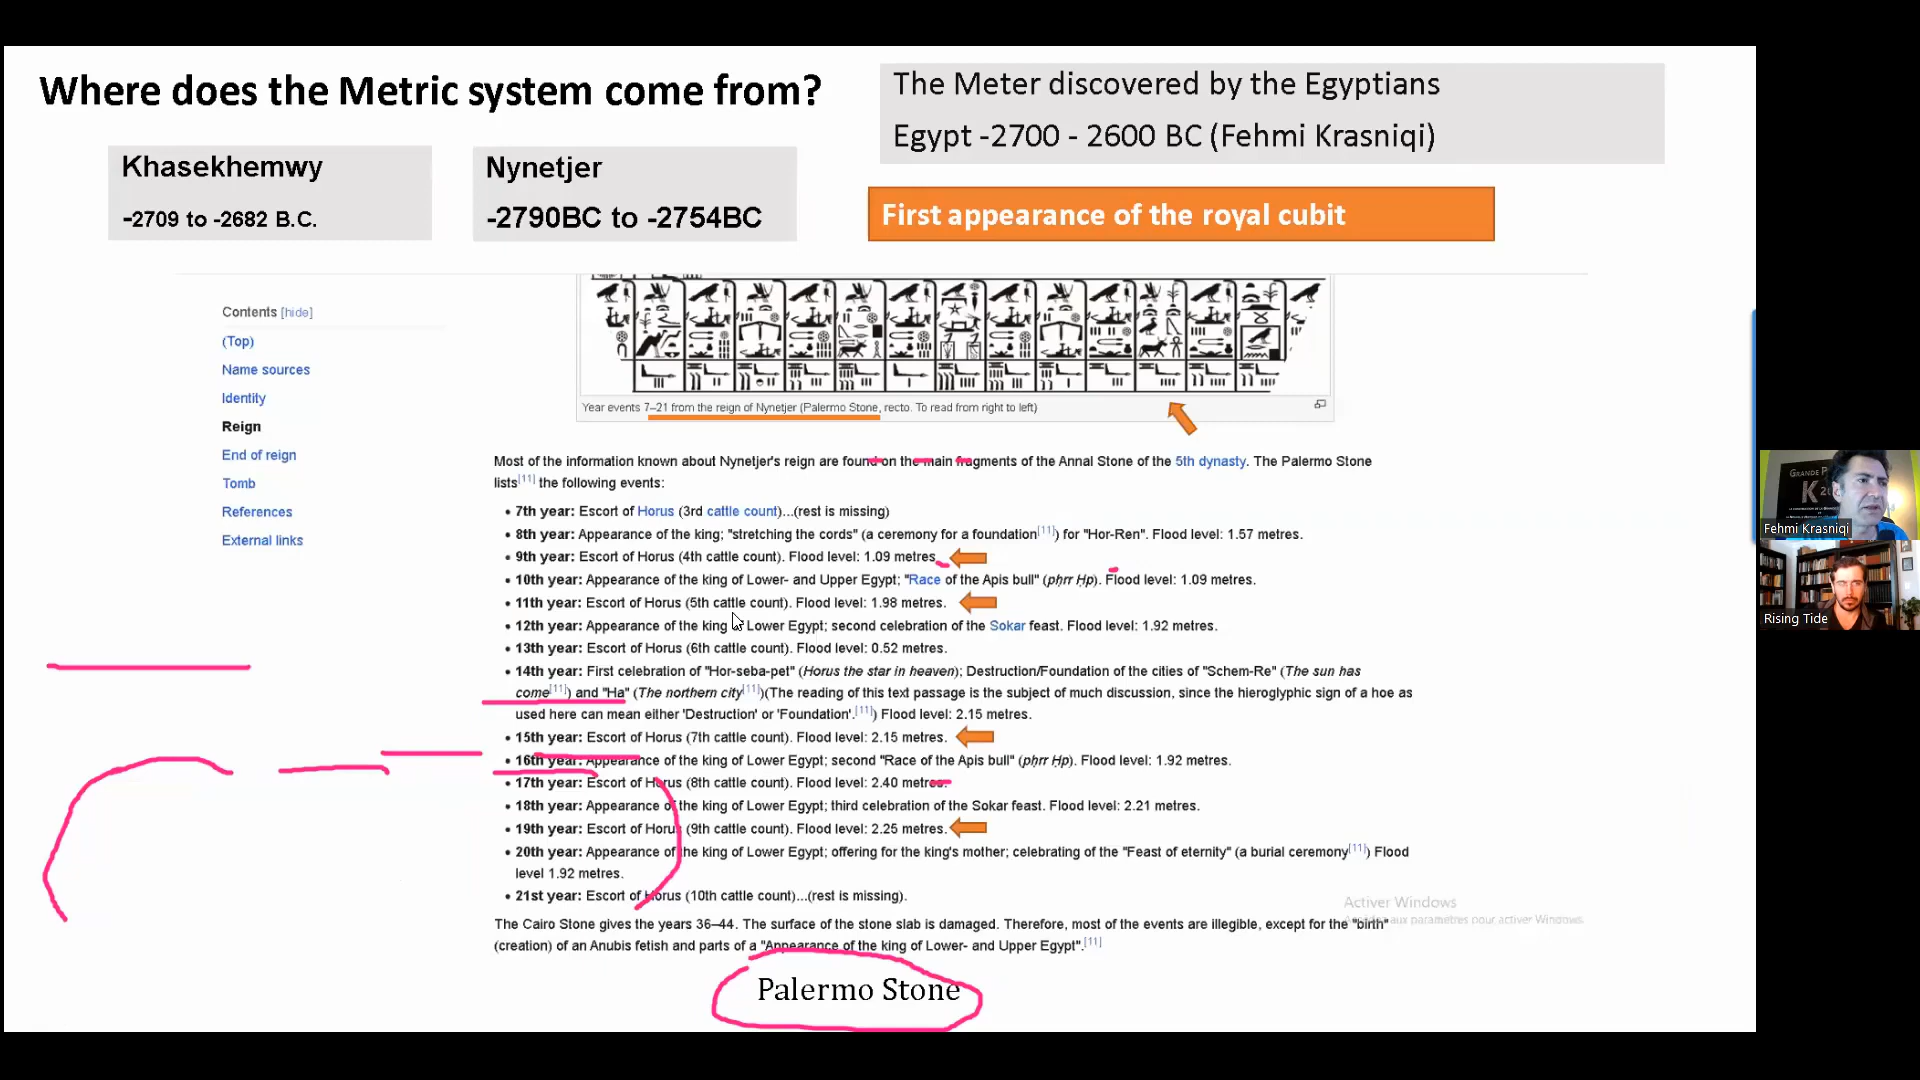 Where does the Metric system come from?
The Meter discovered by the Egyptians
Egypt -2700 - 2600 BC (Fehmi Krasniqi)
Khasekhemwy
-2709 to -2682 B.C.
Nynetjer
-2790BC to -2754BC
First appearance of the royal cubit
Contents [hide]
(Top)
Name sources
Identity
Reign
End of reign
Tomb
References
External links
Year events 7–21 from the reign of Nynetjer (Palermo Stone, recto. To read from right to left)
Most of the information known about Nynetjer's reign are found on the main fragments of the Annal Stone of the 5th dynasty. The Palermo Stone
lists[11] the following events:
• 7th year: Escort of Horus (3rd cattle count)...(rest is missing)
• 8th year: Appearance of the king; "stretching the cords" (a ceremony for a foundation[11]) for "Hor-Ren". Flood level: 1.57 metres.
• 9th year: Escort of Horus (4th cattle count). Flood level: 1.09 metres.
• 10th year: Appearance of the king of Lower- and Upper Egypt; "Race of the Apis bull" (pḥrr Ḥp). Flood level: 1.09 metres.
• 11th year: Escort of Horus (5th cattle count). Flood level: 1.98 metres.
• 12th year: Appearance of the king of Lower Egypt; second celebration of the Sokar feast. Flood level: 1.92 metres.
• 13th year: Escort of Horus (6th cattle count). Flood level: 0.52 metres.
• 14th year: First celebration of "Hor-seba-pet" (Horus the star in heaven); Destruction/Foundation of the cities of "Schem-Re" (The sun has
come[11]) and "Ha" (The northern city[11])(The reading of this text passage is the subject of much discussion, since the hieroglyphic sign of a hoe as
used here can mean either 'Destruction' or 'Foundation'.[11]) Flood level: 2.15 metres.
• 15th year: Escort of Horus (7th cattle count). Flood level: 2.15 metres.
• 16th year: Appearance of the king of Lower Egypt; second "Race of the Apis bull" (pḥrr Ḥp). Flood level: 1.92 metres.
• 17th year: Escort of Horus (8th cattle count). Flood level: 2.40 metres.
• 18th year: Appearance of the king of Lower Egypt; third celebration of the Sokar feast. Flood level: 2.21 metres.
• 19th year: Escort of Horus (9th cattle count). Flood level: 2.25 metres.
• 20th year: Appearance of the king of Lower Egypt; offering for the king's mother; celebrating of the "Feast of eternity" (a burial ceremony[11]) Flood
level 1.92 metres.
• 21st year: Escort of Horus (10th cattle count)...(rest is missing).
The Cairo Stone gives the years 36–44. The surface of the stone slab is damaged. Therefore, most of the events are illegible, except for the "birth"
(creation) of an Anubis fetish and parts of a "Appearance of the king of Lower- and Upper Egypt".[11]
Palermo Stone
Activer Windows
aux paramètres pour activer Windows.
GRANDE
K
Fehmi Krasniqi
Rising Tide